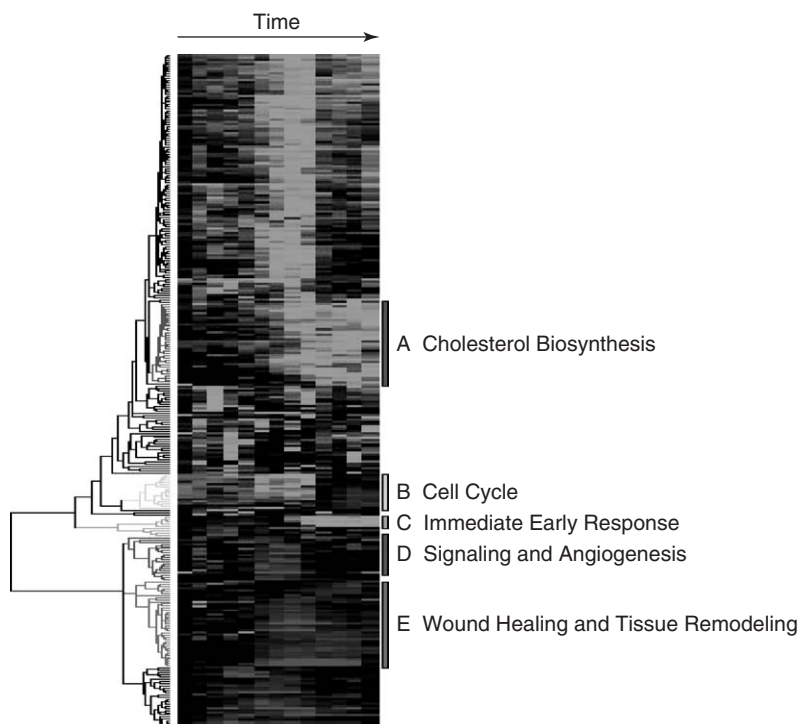 Time
A Cholesterol Biosynthesis
B Cell Cycle
C Immediate Early Response
D Signaling and Angiogenesis
E Wound Healing and Tissue Remodeling